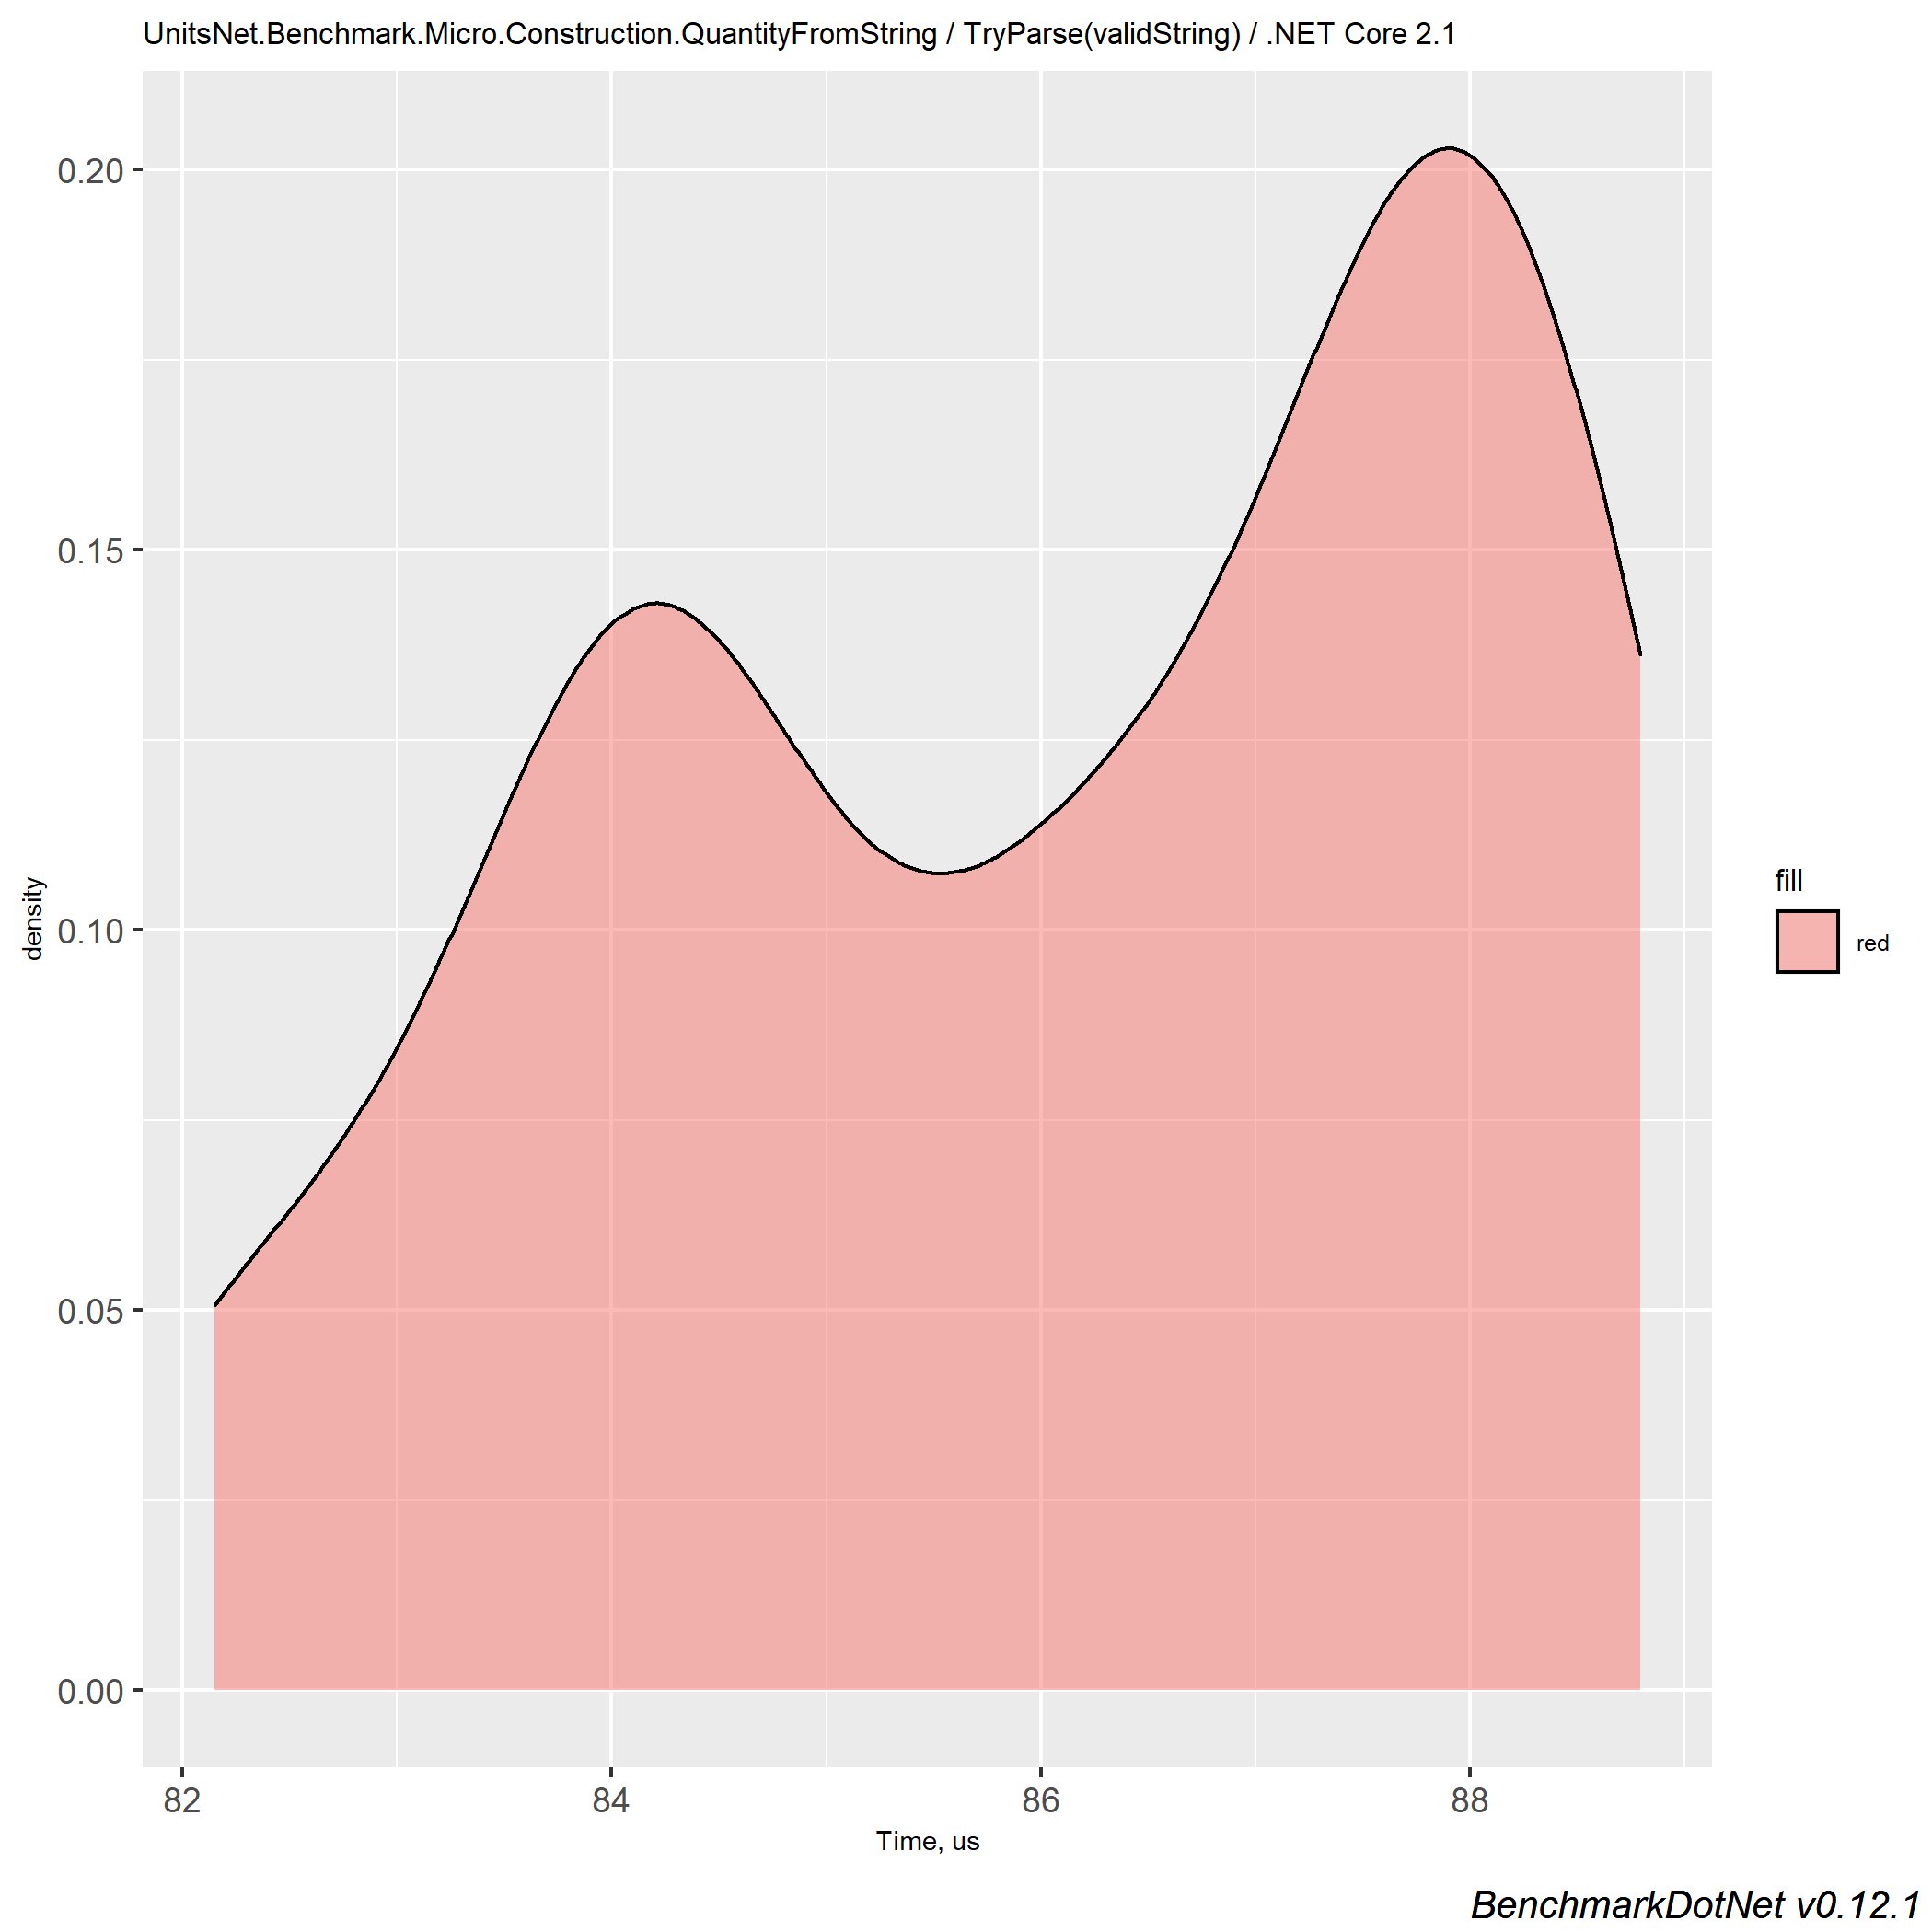 UnitsNet.Benchmark.Micro.Construction.QuantityFromString / TryParse(validString) / .NET Core 2.1
0.20
0.15
0.10
0.05
0.00
density
82
84
86
88
Time, us
fill
red
BenchmarkDotNet v0.12.1